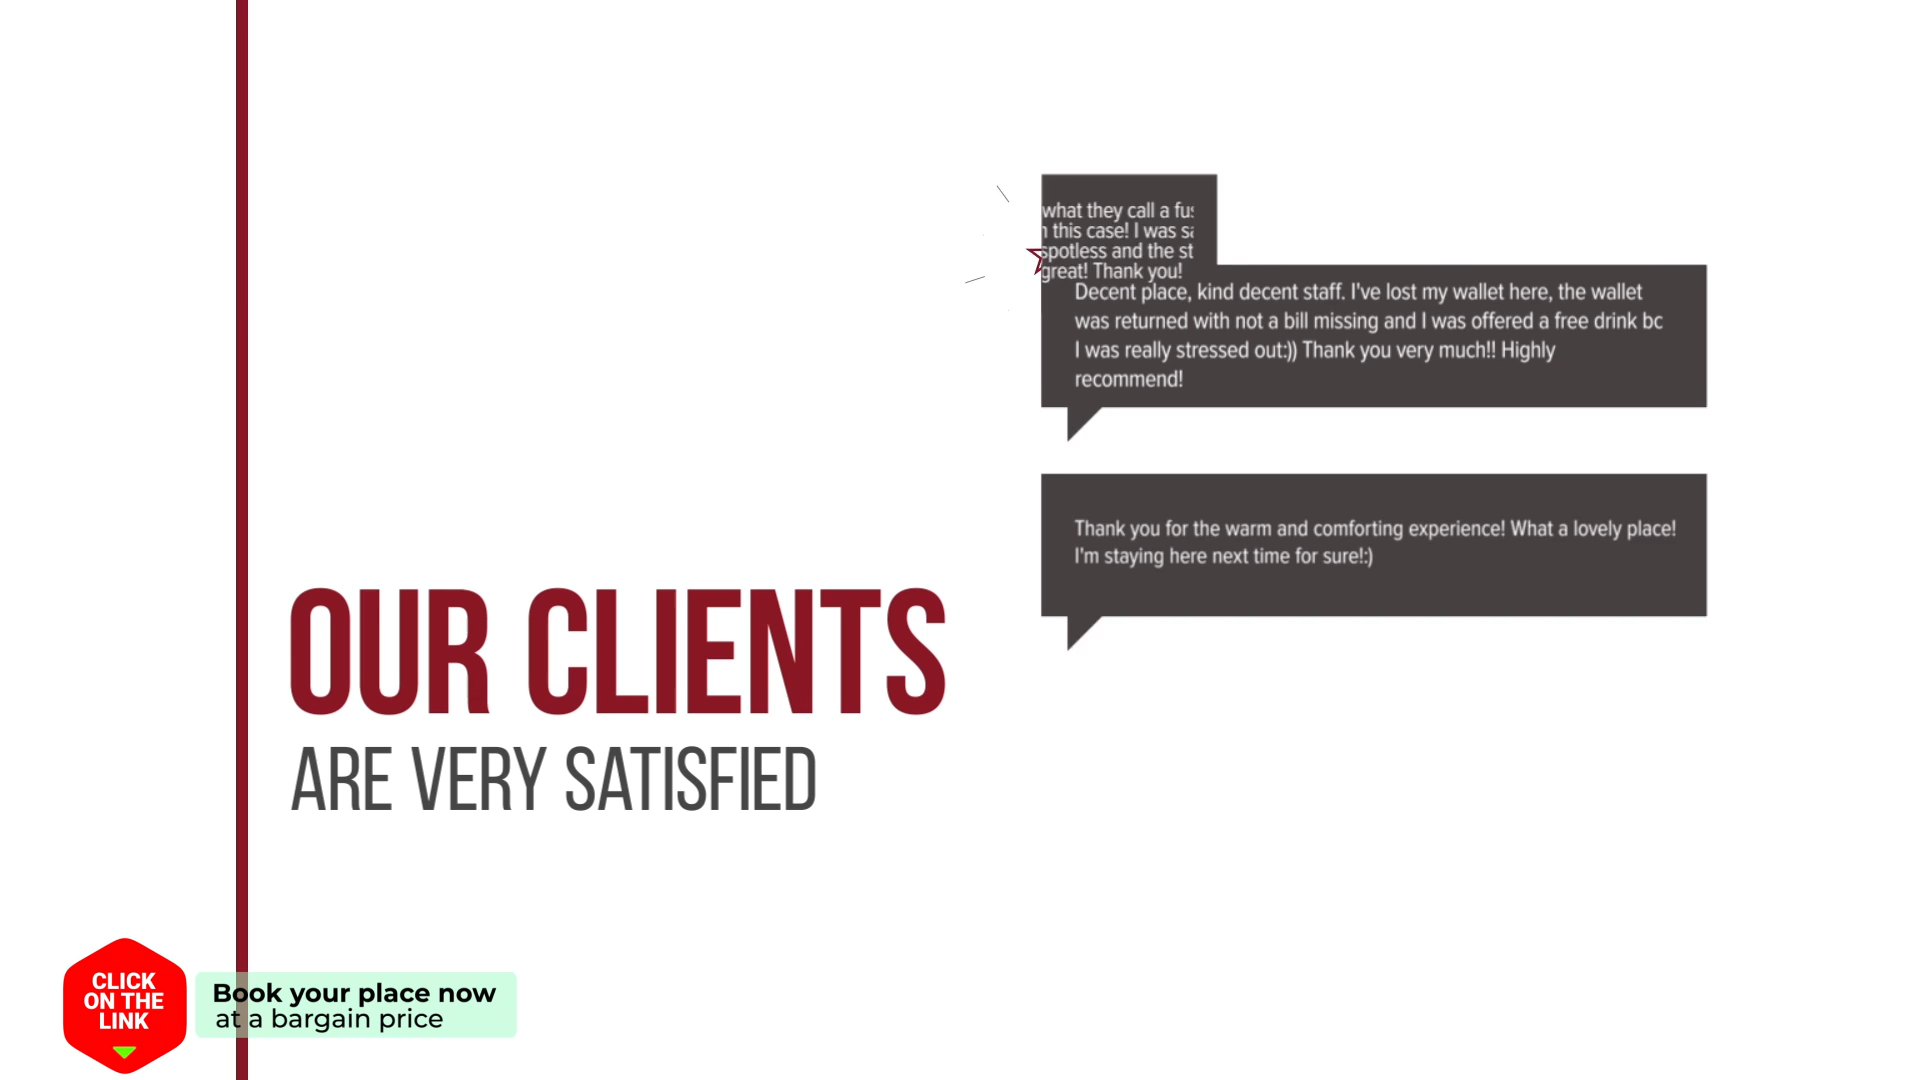 what they call a
this case! I was
spotless and the
great! Thank you!
Decent place, kind decent staff. I've lost my wallet here, the wallet
was returned with not a bill missing and I was offered a free drink bc
I was really stressed out:)) Thank you very much!! Highly
recommend!
Thank you for the warm and comforting experience! What a lovely place!
I'm staying here next time for sure!:)
OUR CLIENTS
ARE VERY SATISFIED
CLICK
ON THE
LINK
Book your place now
at a bargain price